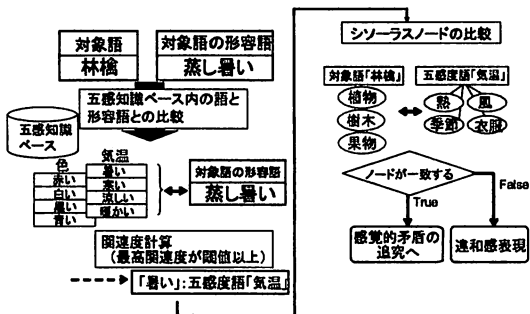 対象語
林檎
対象語の形容語
蒸し暑い
五感知識ベース内の語と
形容語との比較
五感知識
ベース
色
赤い
白い
黒い
青い
気温
暑い
寒い
涼しい
暖かい
対象語の形容語
蒸し暑い
関連度計算
(最高関連度が閾値以上)
「暑い」:五感度語「気温」
シソーラスノードの比較
対象語「林檎」
植物
樹木
果物
五感度語「気温」
熱
風
季節
衣服
ノードが一致する
True
False
感覚的矛盾の
追究へ
違和感表現